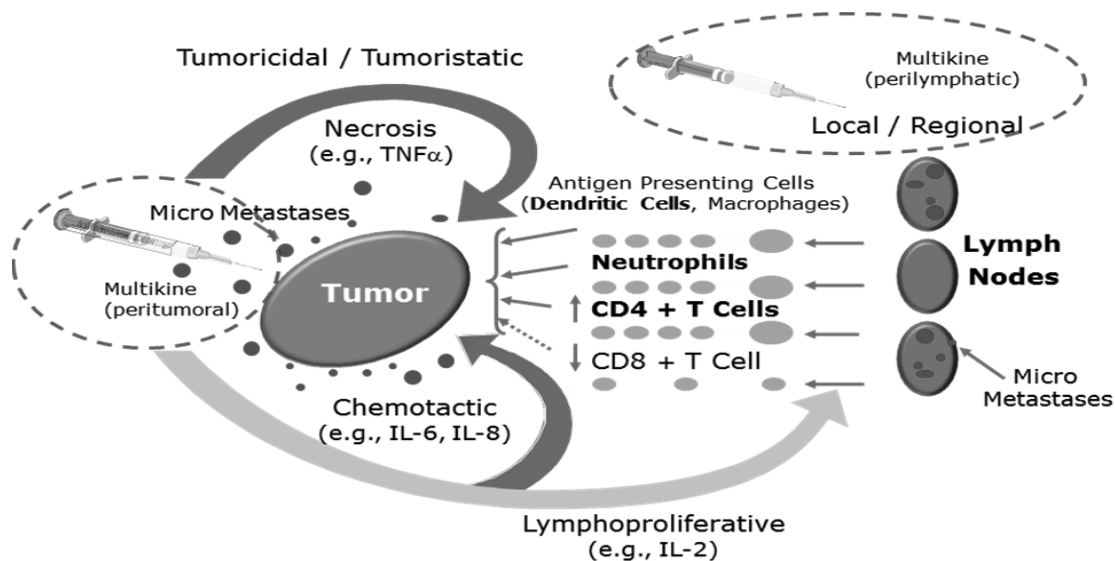 Tumoricidal / Tumoristatic
Multikine
(perilymphatic)
Local / Regional
Necrosis
(e.g., TNFα)
Antigen Presenting Cells
(Dendritic Cells, Macrophages)
Micro Metastases
Neutrophils
Lymph
Nodes
Tumor
Multikine
(peritumoral)
CD4 + T Cells
CD8 + T Cell
Micro
Metastases
Chemotactic
(e.g., IL-6, IL-8)
Lymphoproliferative
(e.g., IL-2)